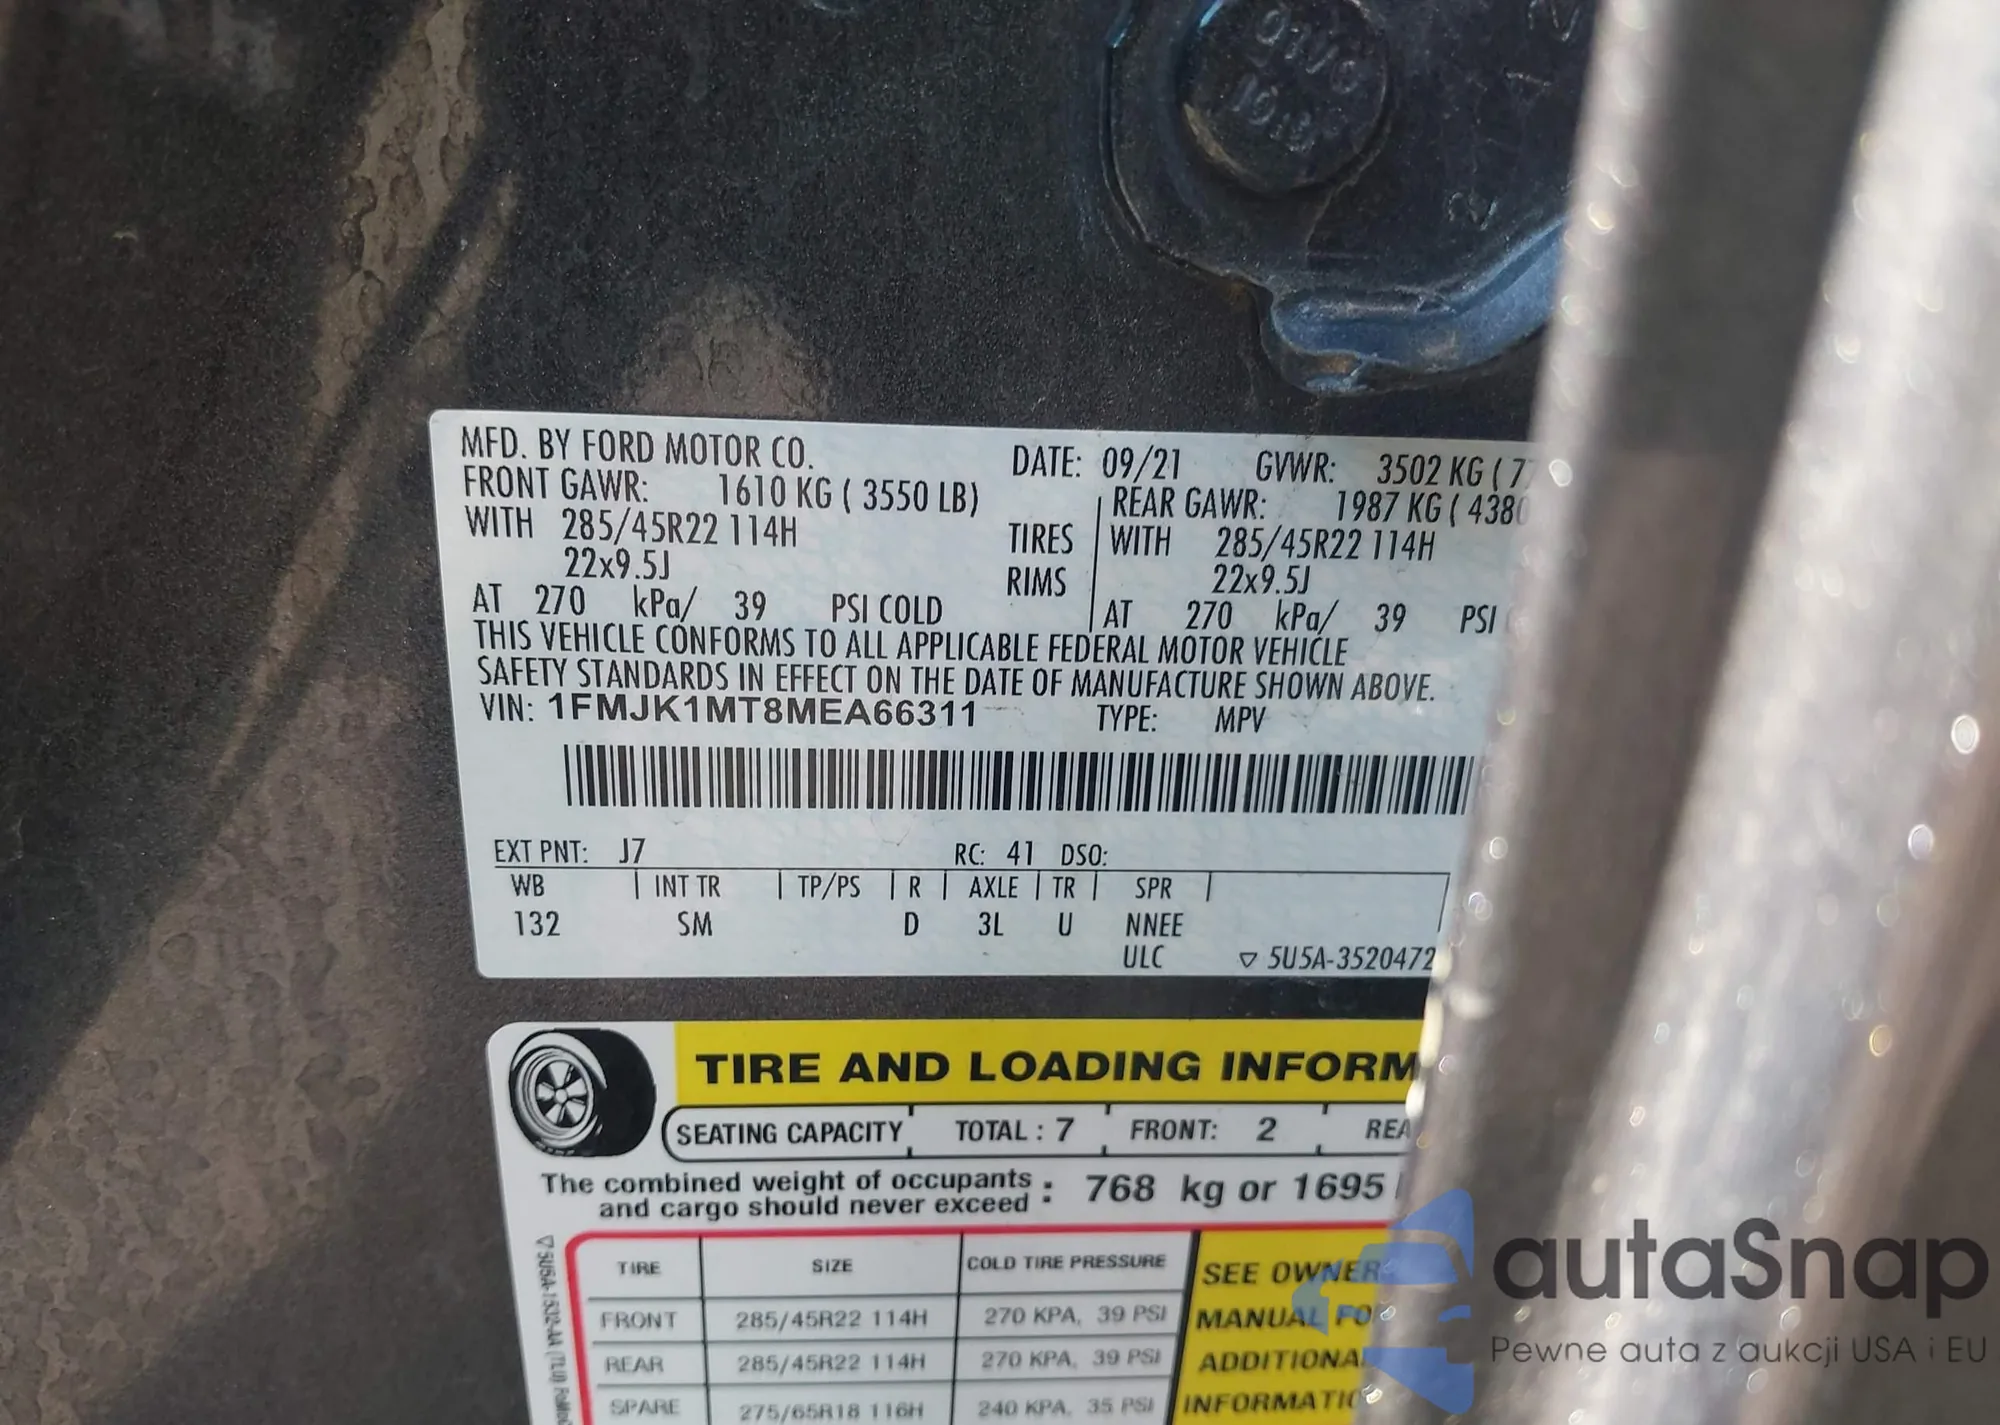 MFD. BY FORD MOTOR CO.
DATE: 09/21 GVWR: 3502 KG (
FRONT GAWR: 1610 KG ( 3550 LB)
REAR GAWR: 1987 KG ( 4380
WITH 285/45R22 114H TIRES WITH 285/45R22 114H
22x9.5J RIMS 22x9.5J
AT 270 kPa/ 39 PSI COLD AT 270 kPa/ 39 PSI
THIS VEHICLE CONFORMS TO ALL APPLICABLE FEDERAL MOTOR VEHICLE
SAFETY STANDARDS IN EFFECT ON THE DATE OF MANUFACTURE SHOWN ABOVE.
VIN: 1FMJK1MT8MEA66311 TYPE: MPV
EXT PNT: J7 RC: 41 DSO:
WB INT TR TP/PS R AXLE TR SPR
132 SM D 3L U NNEE
ULC ▽ 5U5A-3520472
TIRE AND LOADING INFORM
SEATING CAPACITY TOTAL : 7 FRONT: 2 REA
The combined weight of occupants
and cargo should never exceed : 768 kg or 1695
TIRE SIZE COLD TIRE PRESSURE
FRONT 285/45R22 114H 270 KPA, 39 PSI
REAR 285/45R22 114H 270 KPA, 39 PSI
SPARE 275/65R18 116H 240 KPA, 35 PSI
SEE OWNER
MANUAL FO
ADDITIONA
INFORMATIO
autaSnap
Pewne auta z aukcji USA i EU